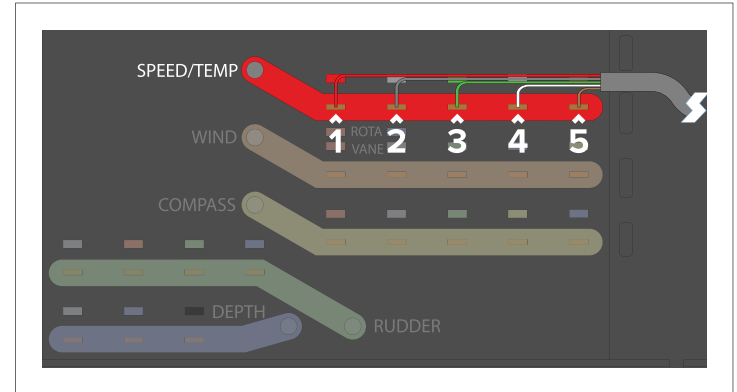 SPEED/TEMP
1 2 3 4 5
WIND
ROTA
VANE
COMPASS
DEPTH
RUDDER